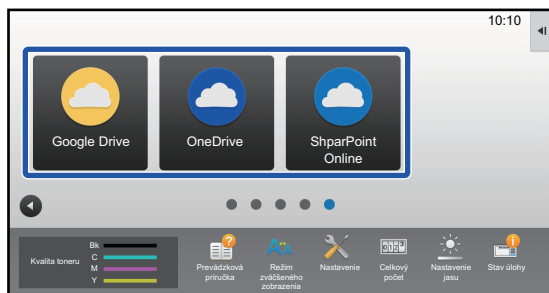 10:10
Google Drive
OneDrive
ShparPoint
Online
Kvalita toneru
Bk
C
M
Y
Prevádzková
príručka
Režim
zväčšeného
zobrazenia
Nastavenie
Celkový
počet
Nastavenie
jasu
Stav úlohy